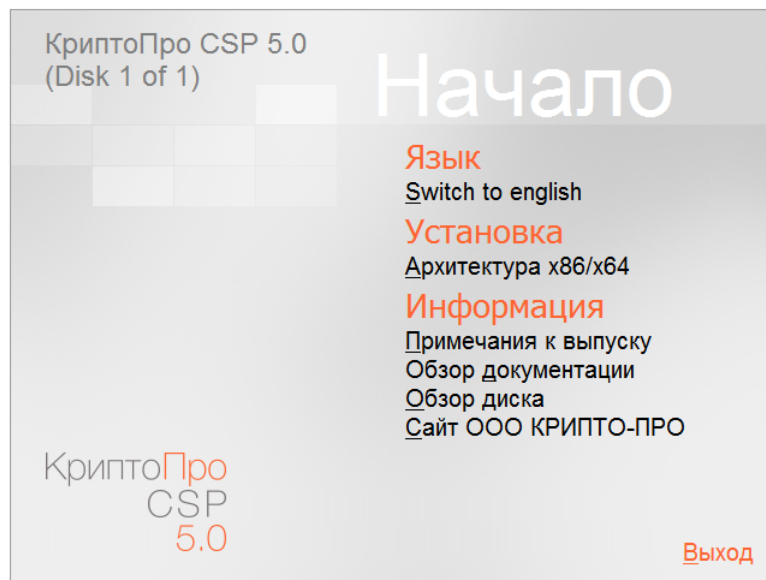 КриптоПро CSP 5.0
(Disk 1 of 1)
Начало
Язык
Switch to english
Установка
Архитектура x86/x64
Информация
Примечания к выпуску
Обзор документации
Обзор диска
Сайт ООО КРИПТО-ПРО
КриптоПро
CSP
5.0
Выход